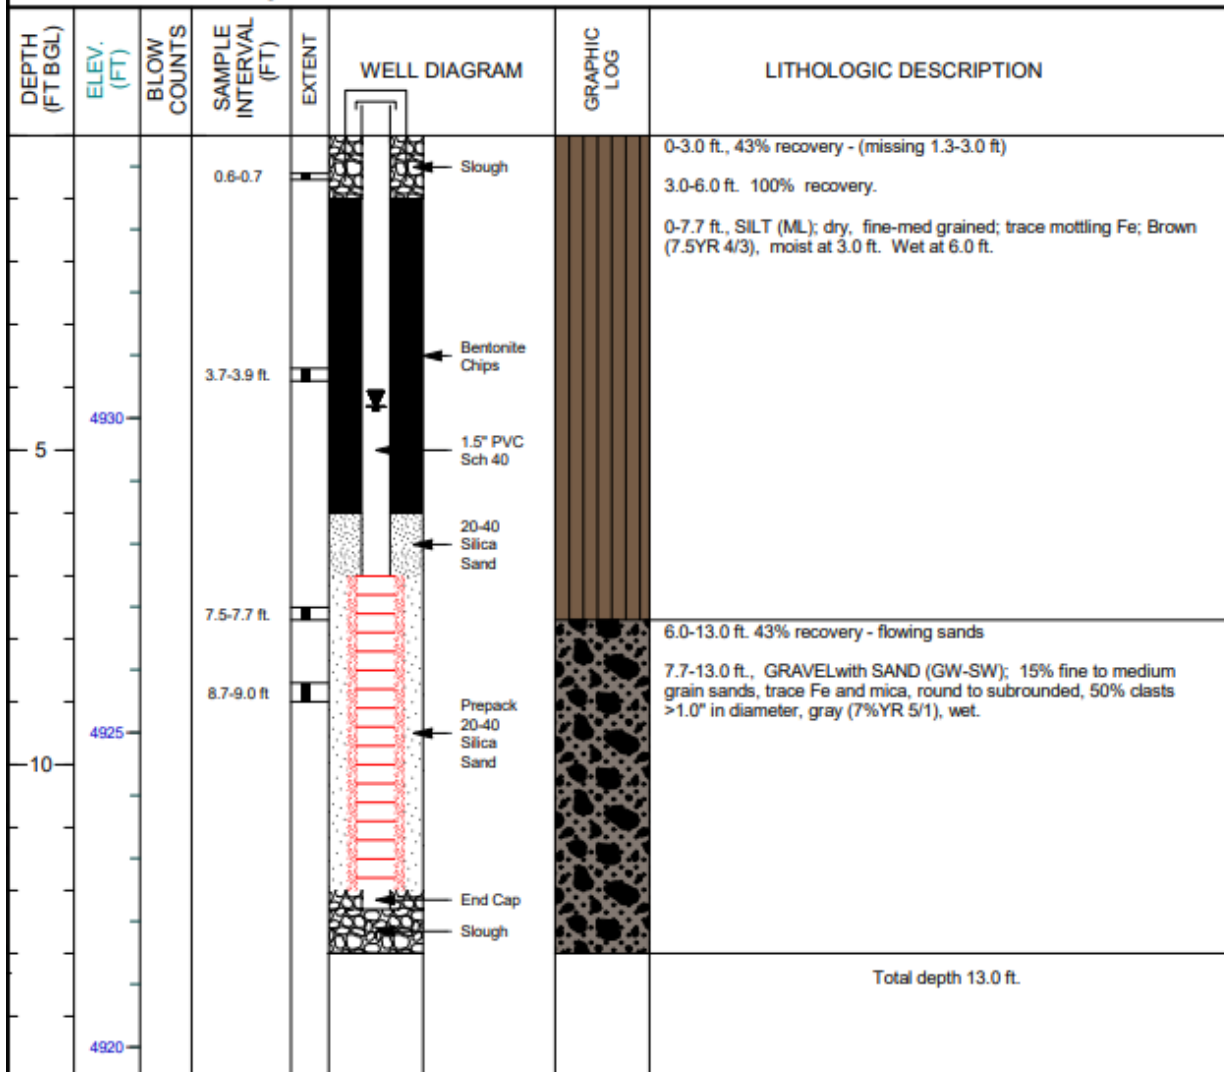 DEPTH
(FT BGL)
ELEV.
(FT)
BLOW
COUNTS
SAMPLE
INTERVAL
(FT)
EXTENT
WELL DIAGRAM
GRAPHIC
LOG
LITHOLOGIC DESCRIPTION
0-3.0 ft., 43% recovery - (missing 1.3-3.0 ft)
Slough
0.6-0.7
3.0-6.0 ft. 100% recovery.
0-7.7 ft., SILT (ML); dry, fine-med grained; trace mottling Fe; Brown
(7.5YR 4/3), moist at 3.0 ft. Wet at 6.0 ft.
Bentonite
Chips
3.7-3.9 ft.
4930
5
1.5" PVC
Sch 40
20-40
Silica
Sand
7.5-7.7 ft.
6.0-13.0 ft. 43% recovery - flowing sands
7.7-13.0 ft., GRAVELwith SAND (GW-SW); 15% fine to medium
grain sands, trace Fe and mica, round to subrounded, 50% clasts
>1.0" in diameter, gray (7%YR 5/1), wet.
8.7-9.0 ft
Prepack
20-40
Silica
Sand
4925
10
End Cap
Slough
Total depth 13.0 ft.
4920